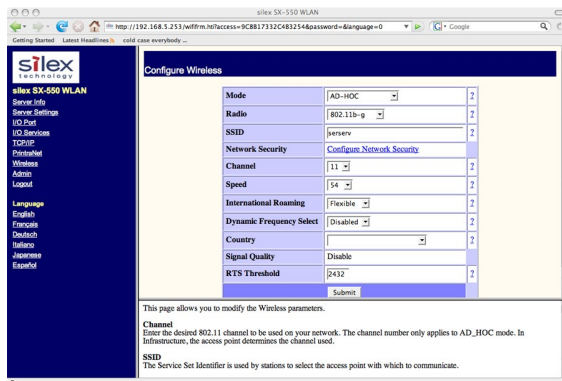 silex SX-550 WLAN
http://192.168.5.253/wififrm.hti?access=9C8B17332C483254&password=&language=0
Google
Getting Started
Latest Headlines
cold case everybody ...
silex
technology
silex SX-550 WLAN
Server Info
Server Settings
I/O Port
I/O Services
TCP/IP
PrintraNet
Wireless
Admin
Logout
Language
English
Français
Deutsch
Italiano
Japanese
Español
Configure Wireless
Mode AD-HOC ?
Radio 802.11b-g ?
SSID serserv ?
Network Security Configure Network Security
Channel 11 ?
Speed 54 ?
International Roaming Flexible ?
Dynamic Frequency Select Disabled ?
Country ?
Signal Quality Disable
RTS Threshold 2432 ?
Submit
This page allows you to modify the Wireless parameters.
Channel
Enter the desired 802.11 channel to be used on your network. The channel number only applies to AD_HOC mode. In
Infrastructure, the access point determines the channel used.
SSID
The Service Set Identifier is used by stations to select the access point with which to communicate.